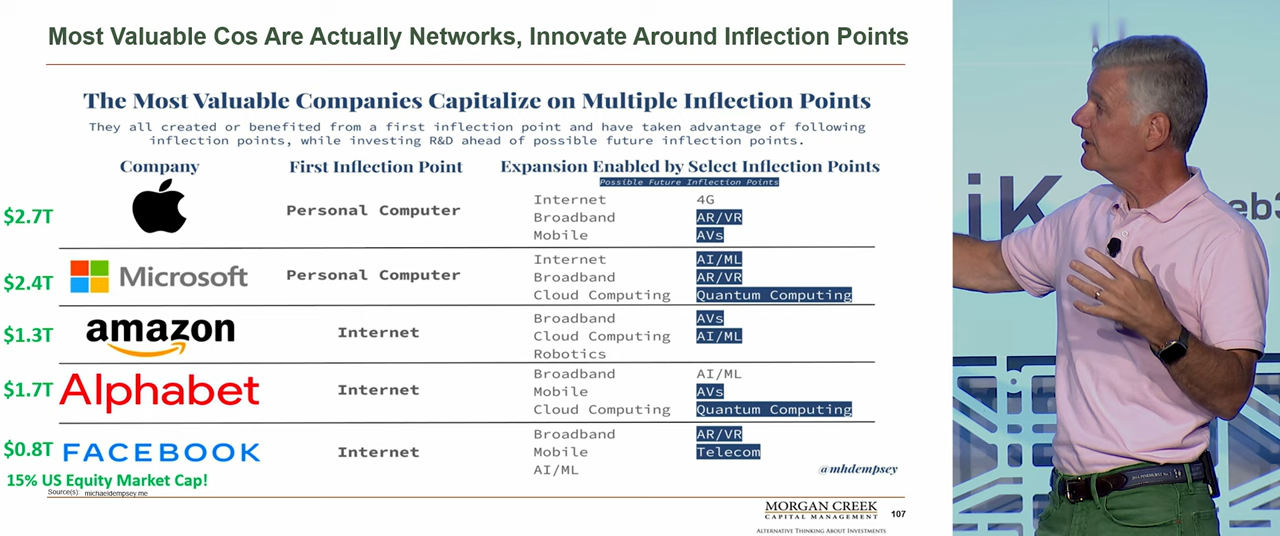 Most Valuable Cos Are Actually Networks, Innovate Around Inflection Points
The Most Valuable Companies Capitalize on Multiple Inflection Points
They all created or benefited from a first inflection point and have taken advantage of following
inflection points, while investing R&D ahead of possible future inflection points.
Company First Inflection Point Expansion Enabled by Select Inflection Points
Possible Future Inflection Points
$2.7T Personal Computer
Internet 4G
Broadband AR/VR
Mobile AVs
$2.4T Microsoft Personal Computer
Internet AI/ML
Broadband AR/VR
Cloud Computing Quantum Computing
$1.3T amazon Internet
Broadband AVs
Cloud Computing AI/ML
Robotics
$1.7T Alphabet Internet
Broadband AI/ML
Mobile AVs
Cloud Computing Quantum Computing
$0.8T FACEBOOK Internet
Broadband AR/VR
Mobile Telecom
AI/ML
@mhdempsey
15% US Equity Market Cap!
Source(s) michaeldempsey.me
MORGAN CREEK
CAPITAL MANAGEMENT
ALTERNATIVE THINKING ABOUT INVESTMENTS
107
iK
eb3